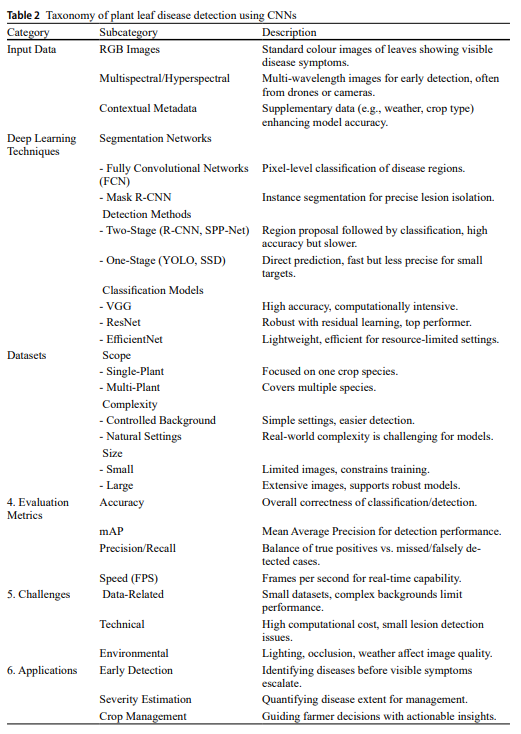 Table 2 Taxonomy of plant leaf disease detection using CNNs
Category Subcategory Description
Input Data RGB Images Standard colour images of leaves showing visible
disease symptoms.
Multispectral/Hyperspectral Multi-wavelength images for early detection, often
from drones or cameras.
Contextual Metadata Supplementary data (e.g., weather, crop type)
enhancing model accuracy.
Deep Learning Segmentation Networks
Techniques
- Fully Convolutional Networks Pixel-level classification of disease regions.
(FCN)
- Mask R-CNN Instance segmentation for precise lesion isolation.
Detection Methods
- Two-Stage (R-CNN, SPP-Net) Region proposal followed by classification, high
accuracy but slower.
- One-Stage (YOLO, SSD) Direct prediction, fast but less precise for small
targets.
Classification Models
- VGG High accuracy, computationally intensive.
- ResNet Robust with residual learning, top performer.
- EfficientNet Lightweight, efficient for resource-limited settings.
Datasets Scope
- Single-Plant Focused on one crop species.
- Multi-Plant Covers multiple species.
Complexity
- Controlled Background Simple settings, easier detection.
- Natural Settings Real-world complexity is challenging for models.
Size
- Small Limited images, constrains training.
- Large Extensive images, supports robust models.
4. Evaluation Accuracy Overall correctness of classification/detection.
Metrics
mAP Mean Average Precision for detection performance.
Precision/Recall Balance of true positives vs. missed/falsely de-
tected cases.
Speed (FPS) Frames per second for real-time capability.
5. Challenges Data-Related Small datasets, complex backgrounds limit
performance.
Technical High computational cost, small lesion detection
issues.
Environmental Lighting, occlusion, weather affect image quality.
6. Applications Early Detection Identifying diseases before visible symptoms
escalate.
Severity Estimation Quantifying disease extent for management.
Crop Management Guiding farmer decisions with actionable insights.